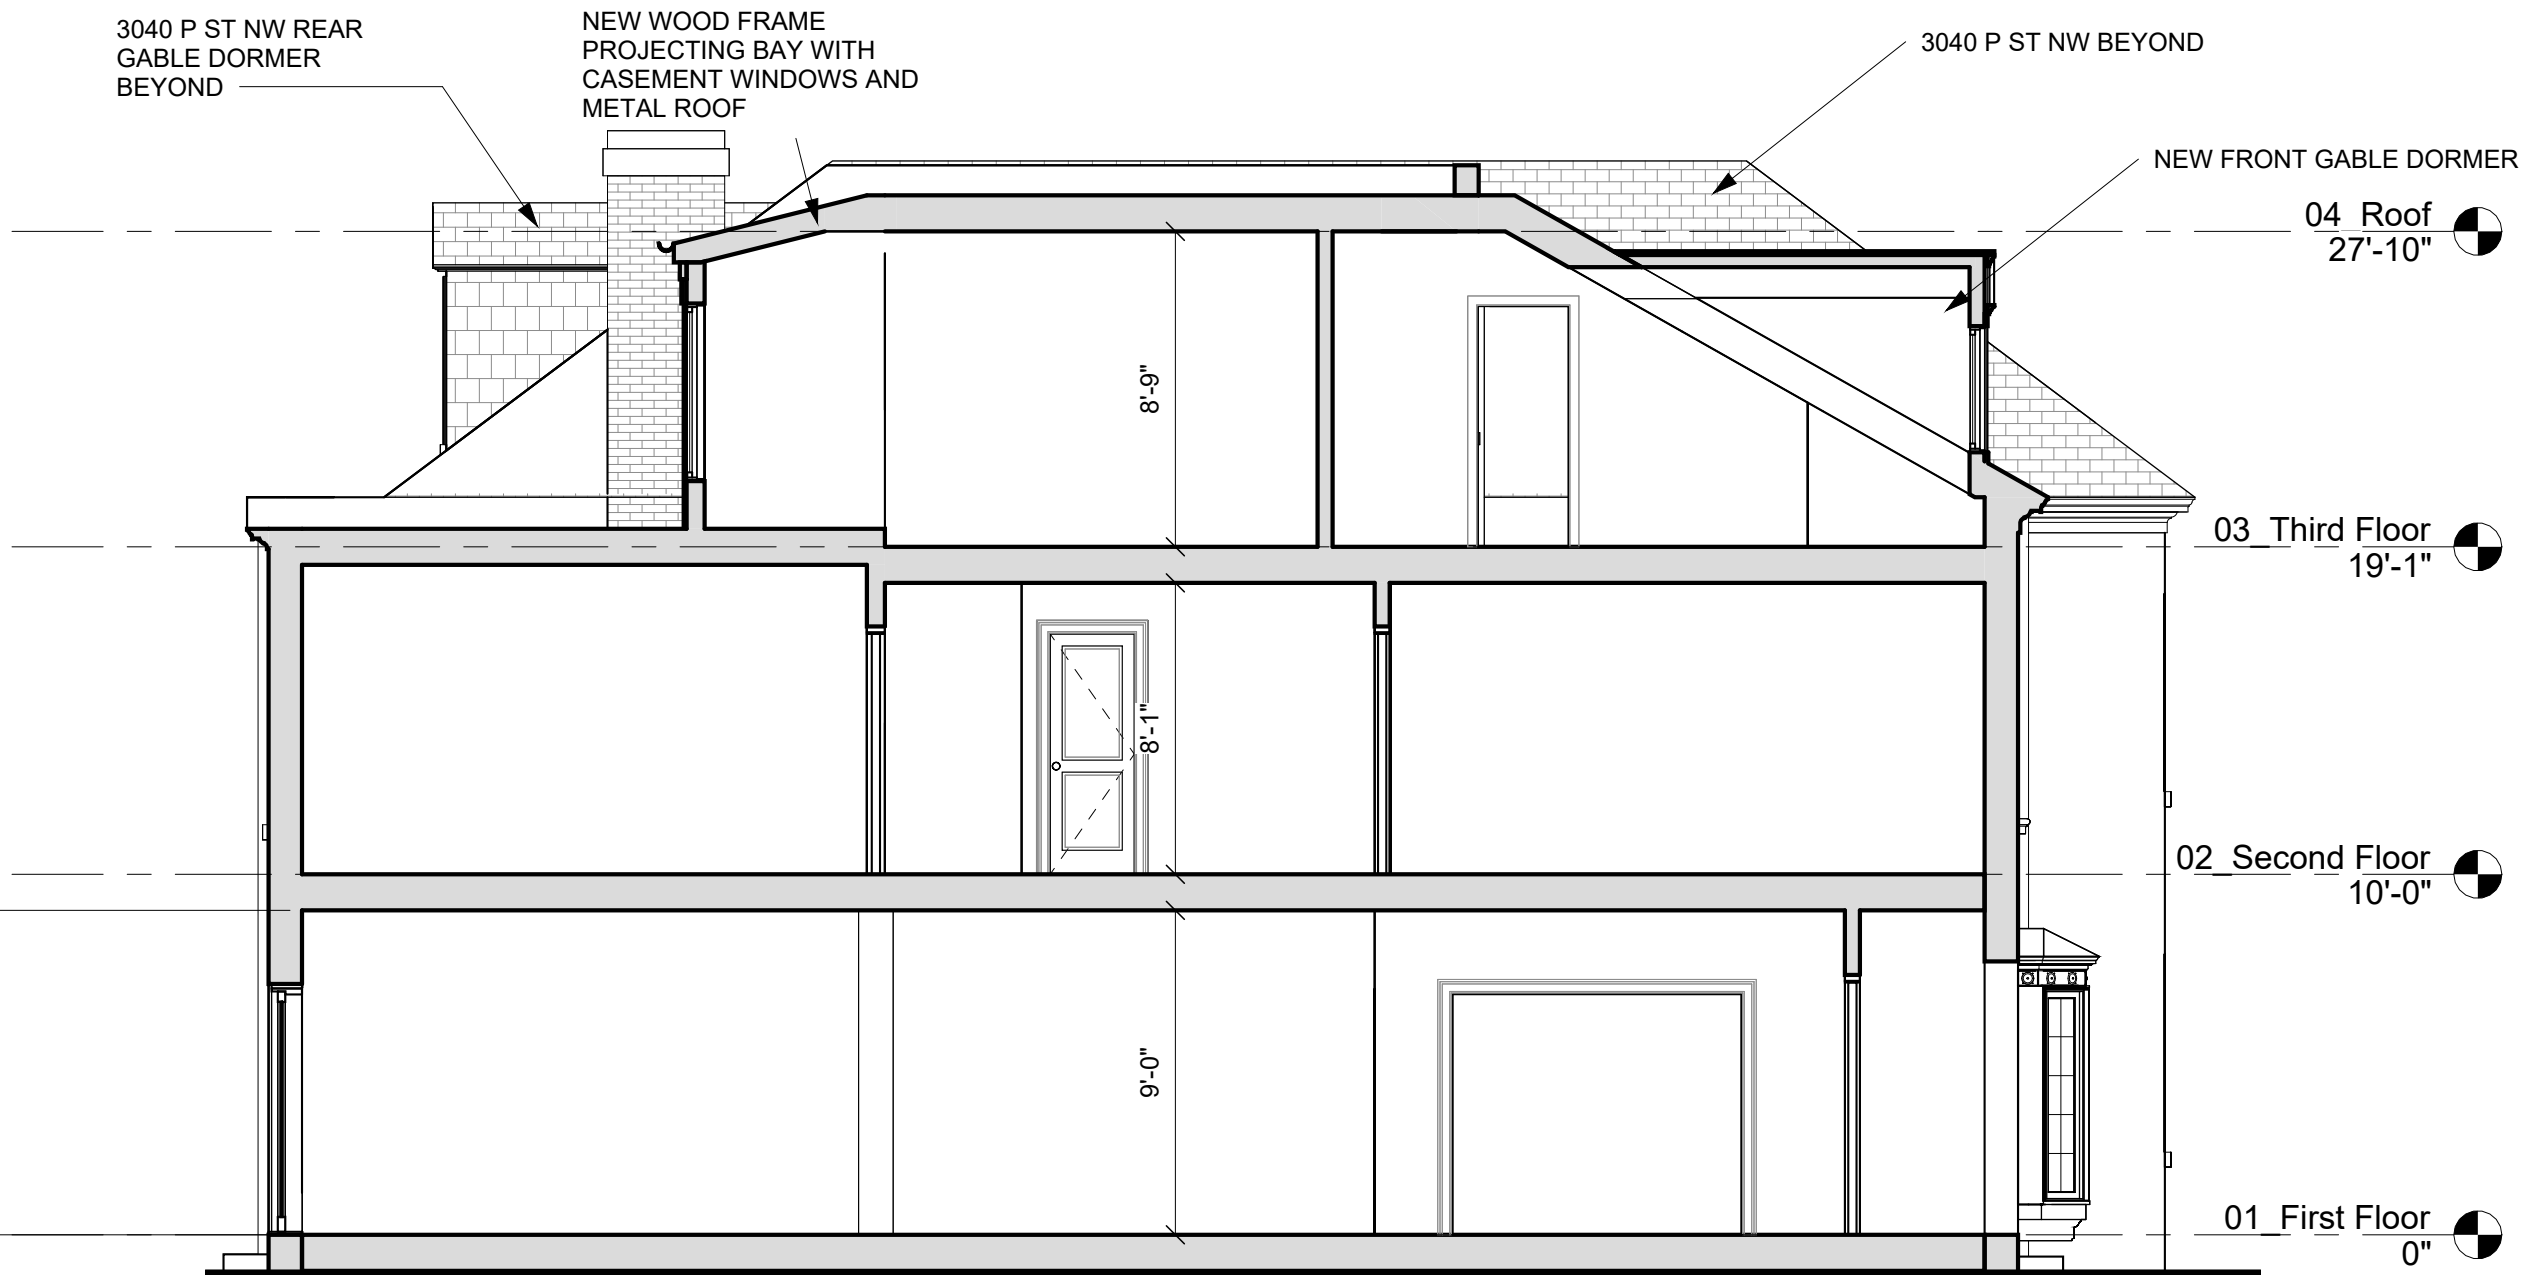 3040 P ST NW REAR
GABLE DORMER
BEYOND
NEW WOOD FRAME
PROJECTING BAY WITH
CASEMENT WINDOWS AND
METAL ROOF
3040 P ST NW BEYOND
NEW FRONT GABLE DORMER
04_Roof
27'-10"
8'-9"
03_Third Floor
19'-1"
8'-1"
02_Second Floor
10'-0"
9'-0"
01_First Floor
0"